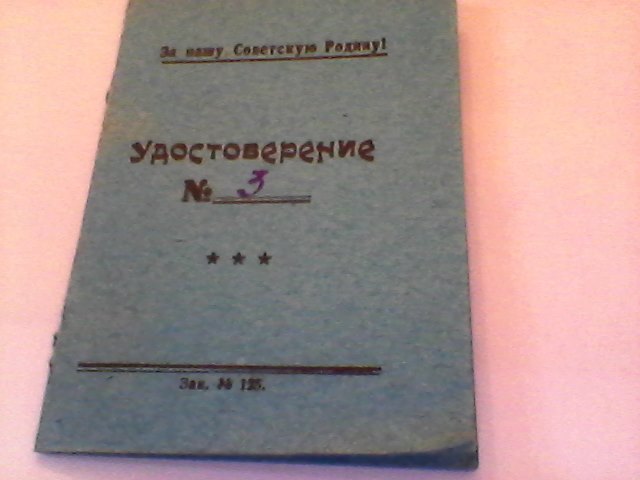 За нашу Советскую Родину!
Удостоверение
№ 3
★ ★ ★
Зак. № 125.